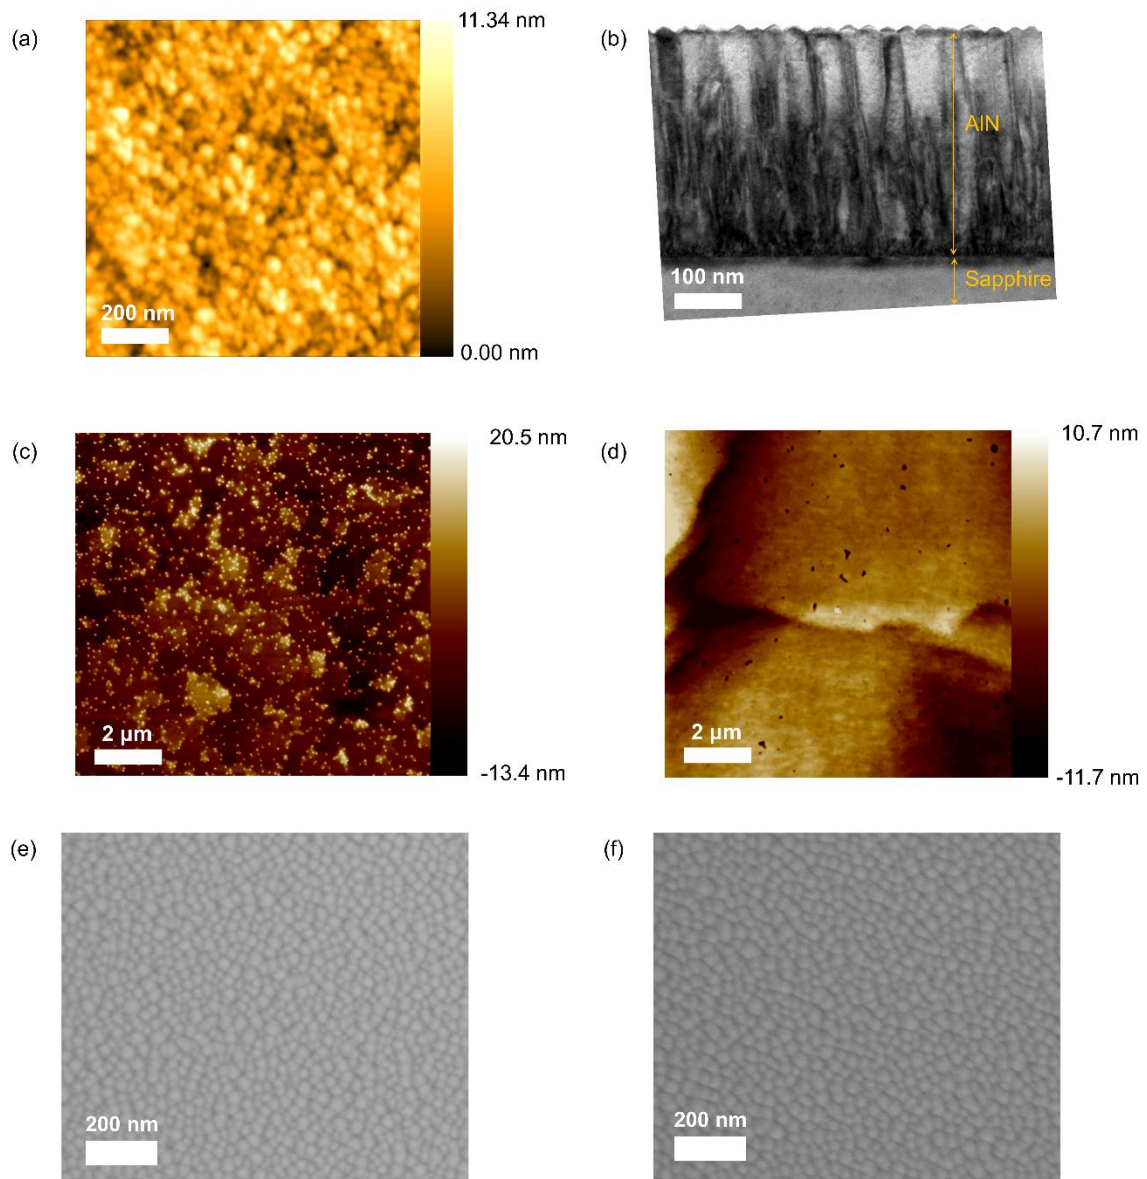 (a)
11.34 nm
200 nm
0.00 nm
(b)
AlN
100 nm
Sapphire
(c)
20.5 nm
2 µm
-13.4 nm
(d)
10.7 nm
2 µm
-11.7 nm
(e)
200 nm
(f)
200 nm